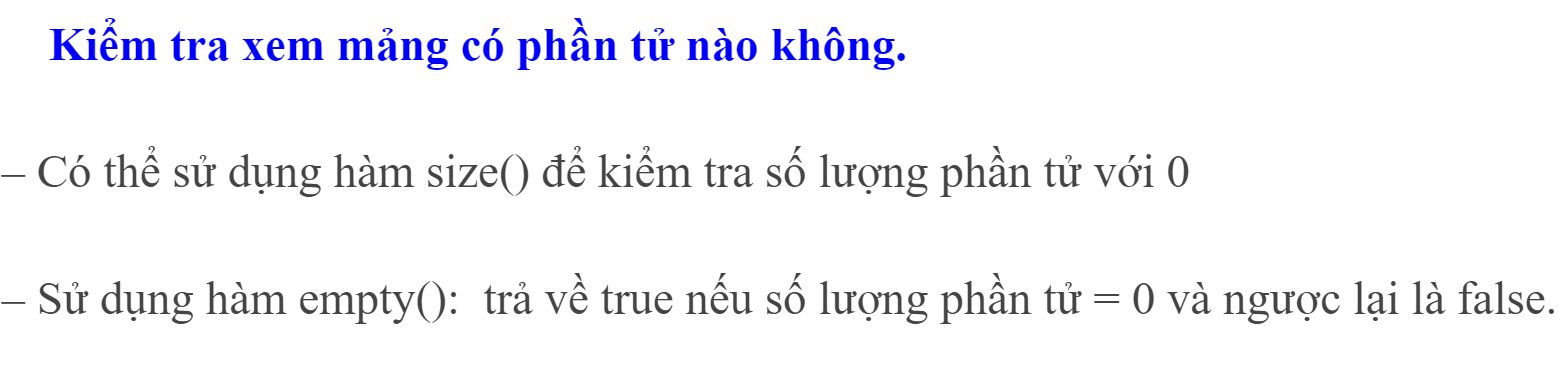 Kiểm tra xem mảng có phần tử nào không.
– Có thể sử dụng hàm size() để kiểm tra số lượng phần tử với 0
– Sử dụng hàm empty():  trả về true nếu số lượng phần tử = 0 và ngược lại là false.